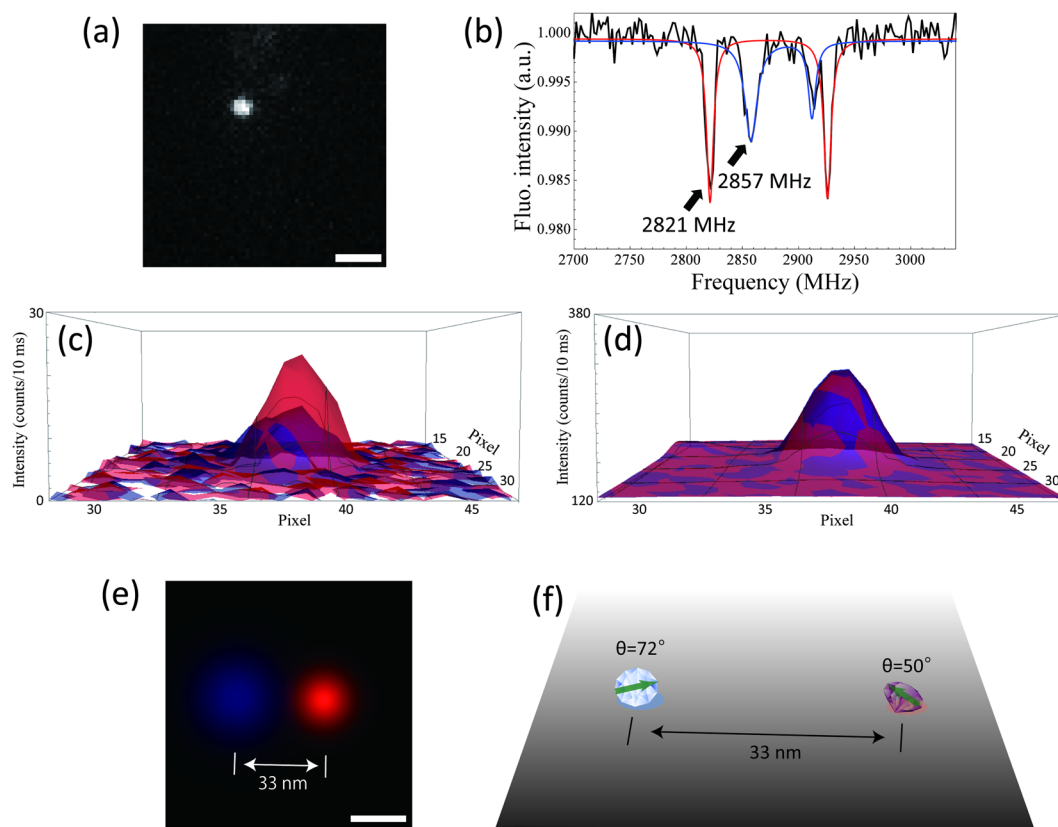 (a)
(b)
Fluo. intensity (a.u.)
1.000
0.995
0.990
0.985
0.980
2857 MHz
2821 MHz
2700 2750 2800 2850 2900 2950 3000
Frequency (MHz)
(c)
Intensity (counts/10 ms)
30
0
15
20
25
30
Pixel
30 35 40 45
Pixel
(d)
Intensity (counts/10 ms)
380
120
15
20
25
30
Pixel
30 35 40 45
Pixel
(e)
33 nm
(f)
θ=72°
θ=50°
33 nm